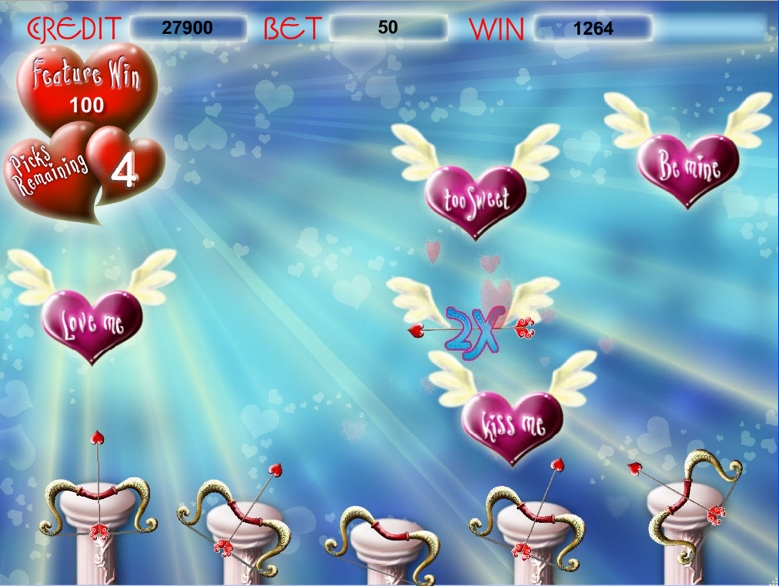 CREDIT 27900 BET 50 WIN 1264
Feature Win
100
Picks
Remaining
4
too Sweet
Be mine
Love me
2X
kiss me